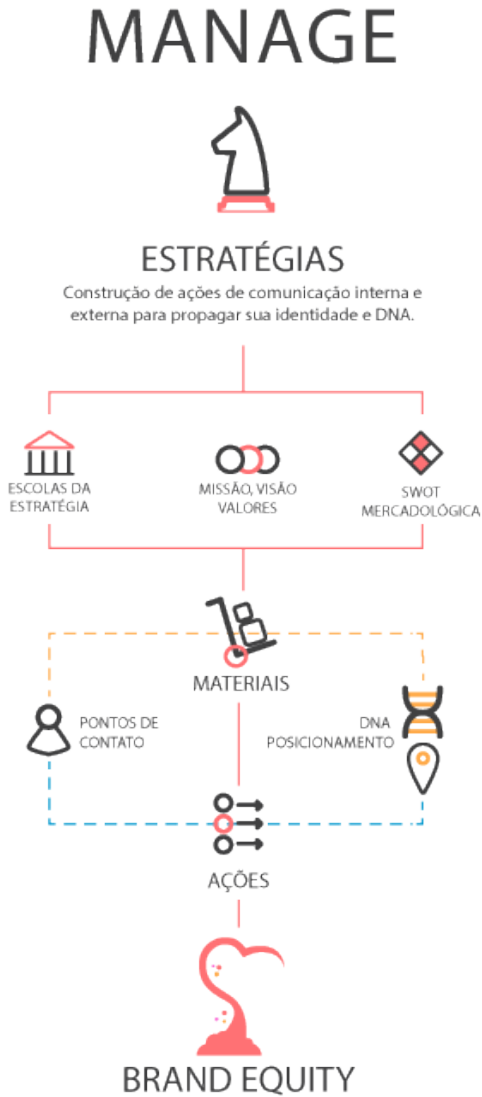 MANAGE
ESTRATÉGIAS
Construção de ações de comunicação interna e
externa para propagar sua identidade e DNA.
ESCOLAS DA
ESTRATÉGIA
MISSÃO, VISÃO
VALORES
SWOT
MERCADOLÓGICA
MATERIAIS
PONTOS DE
CONTATO
DNA
POSICIONAMENTO
AÇÕES
BRAND EQUITY